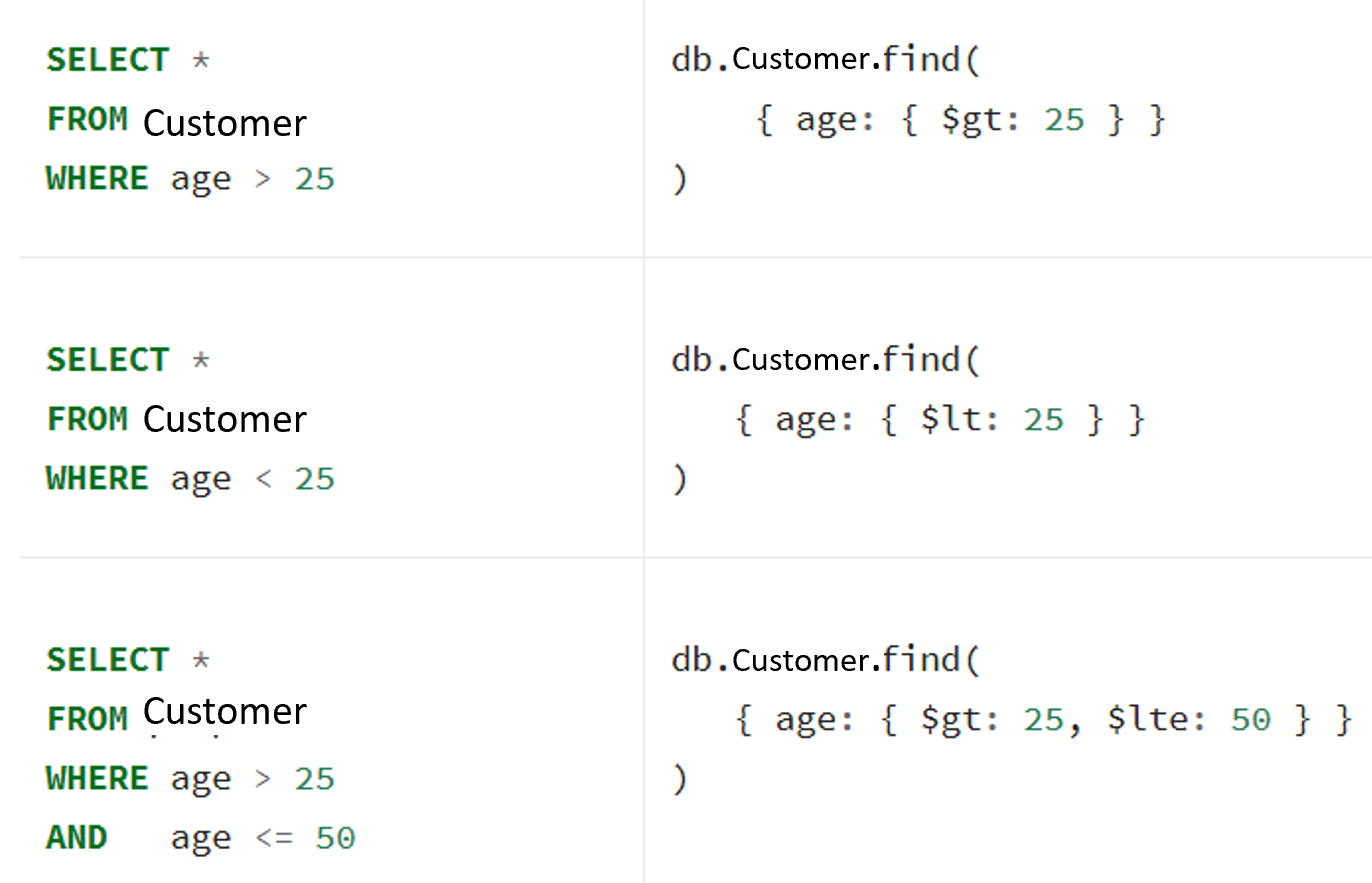 SELECT *
FROM Customer
WHERE age > 25
db.Customer.find(
{ age: { $gt: 25 } }
)
SELECT *
FROM Customer
WHERE age < 25
db.Customer.find(
{ age: { $lt: 25 } }
)
SELECT *
FROM Customer
WHERE age > 25
AND age <= 50
db.Customer.find(
{ age: { $gt: 25, $lte: 50 } }
)